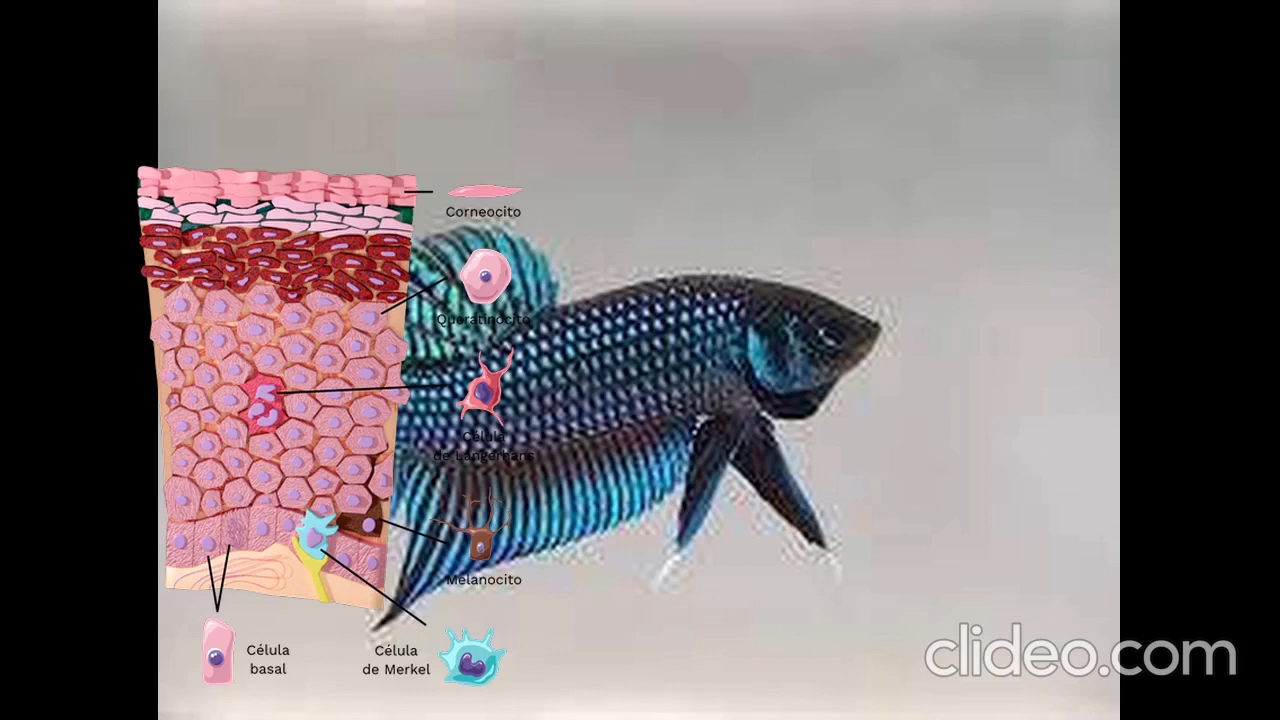 Corneocito
Queratinocito
Célula
de Langerhans
Melanocito
Célula
basal
Célula
de Merkel
clideo.com